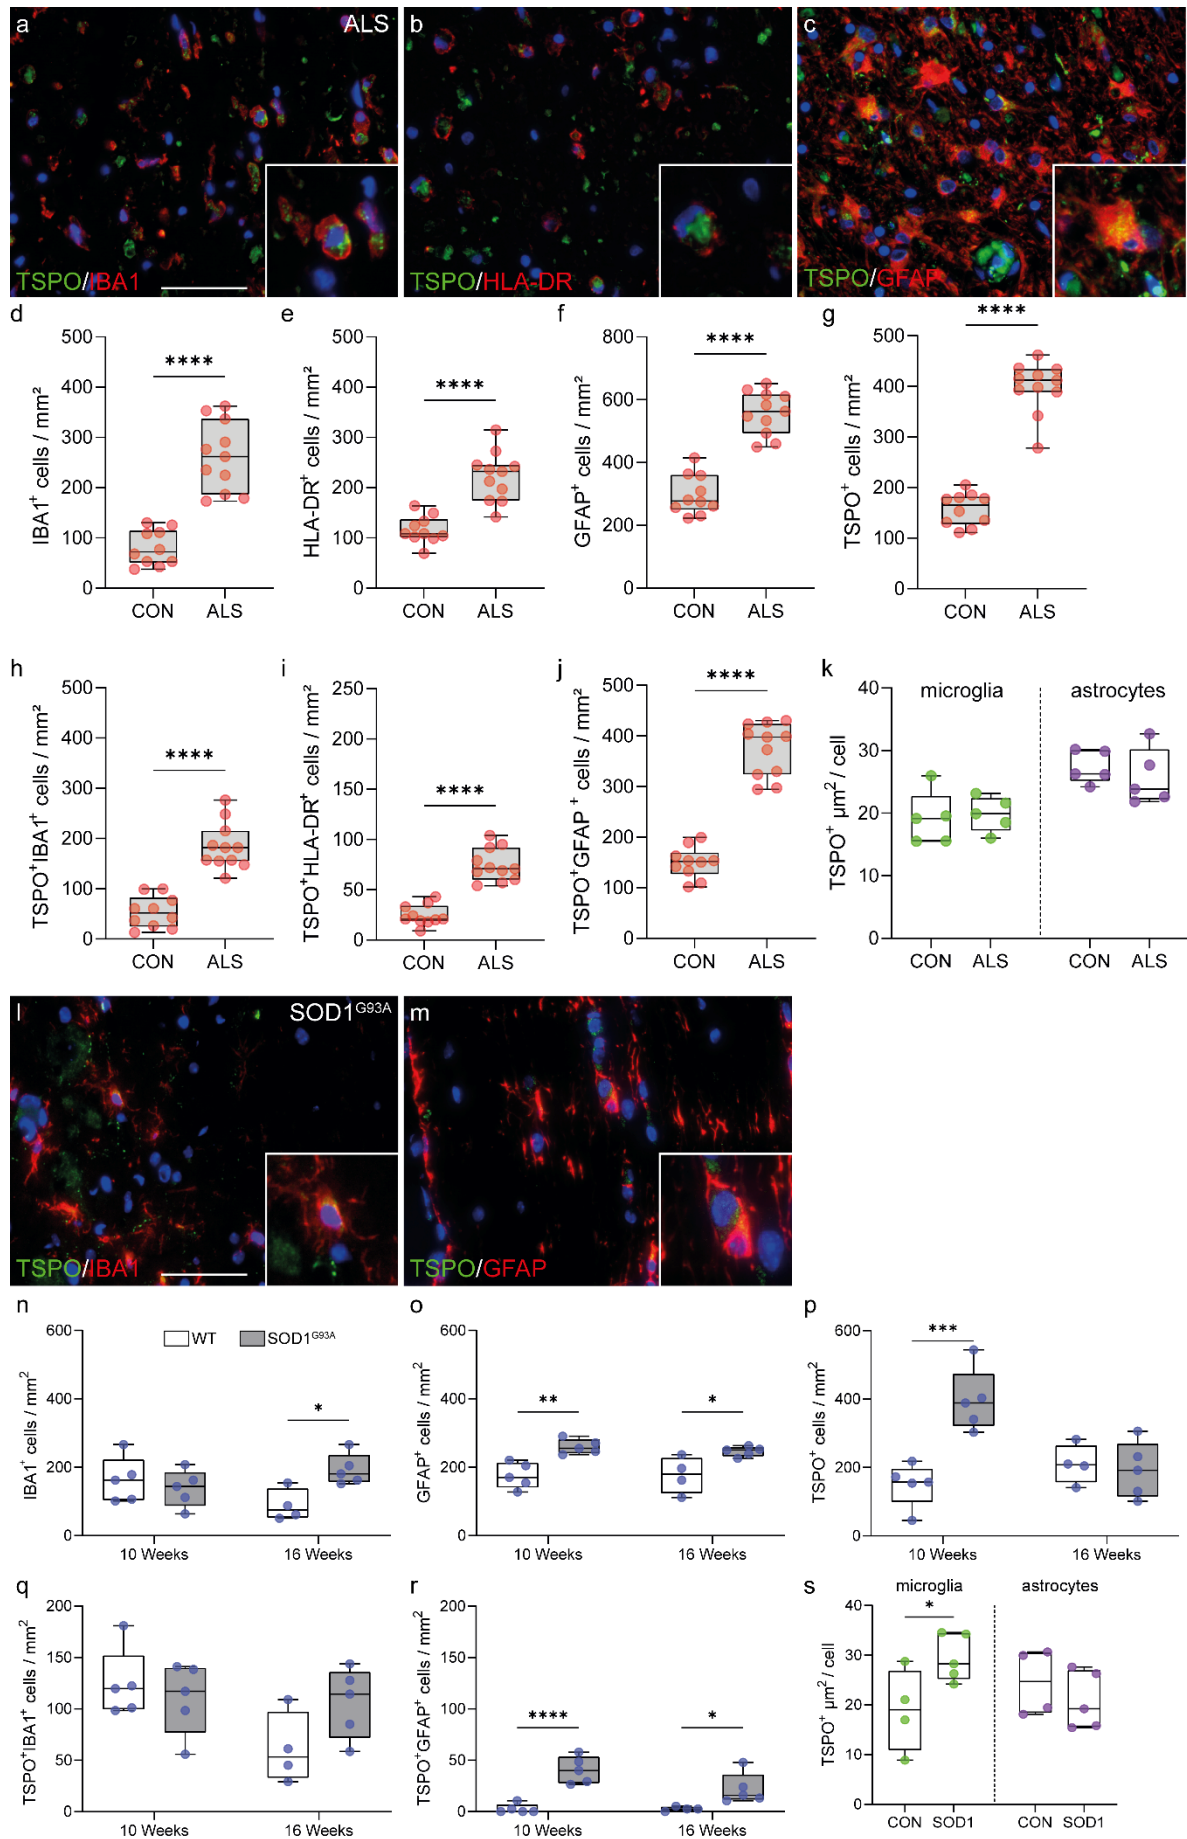 a ALS b c
TSPO/IBA1 TSPO/HLA-DR TSPO/GFAP
d e f g
IBA1⁺ cells / mm²
500
400
300
200
100
0
CON ALS
****
HLA-DR⁺ cells / mm²
500
400
300
200
100
0
CON ALS
****
GFAP⁺ cells / mm²
800
600
400
200
0
CON ALS
****
TSPO⁺ cells / mm²
500
400
300
200
100
0
CON ALS
****
h i j k
TSPO⁺IBA1⁺ cells / mm²
500
400
300
200
100
0
CON ALS
****
TSPO⁺HLA-DR⁺ cells / mm²
250
200
150
100
50
0
CON ALS
****
TSPO⁺GFAP⁺ cells / mm²
500
400
300
200
100
0
CON ALS
****
TSPO⁺ µm² / cell
microglia astrocytes
40
30
20
10
0
CON ALS CON ALS
l SOD1ᴳ⁹³ᴬ m
TSPO/IBA1 TSPO/GFAP
n o p
IBA1⁺ cells / mm²
WT SOD1ᴳ⁹³ᴬ
600
400
200
0
*
10 Weeks 16 Weeks
GFAP⁺ cells / mm²
600
400
200
0
** *
10 Weeks 16 Weeks
TSPO⁺ cells / mm²
600
400
200
0
***
10 Weeks 16 Weeks
q r s
TSPO⁺IBA1⁺ cells / mm²
200
150
100
50
0
10 Weeks 16 Weeks
TSPO⁺GFAP⁺ cells / mm²
200
150
100
50
0
**** *
10 Weeks 16 Weeks
TSPO⁺ µm² / cell
microglia astrocytes
40
30
20
10
0
*
CON SOD1 CON SOD1